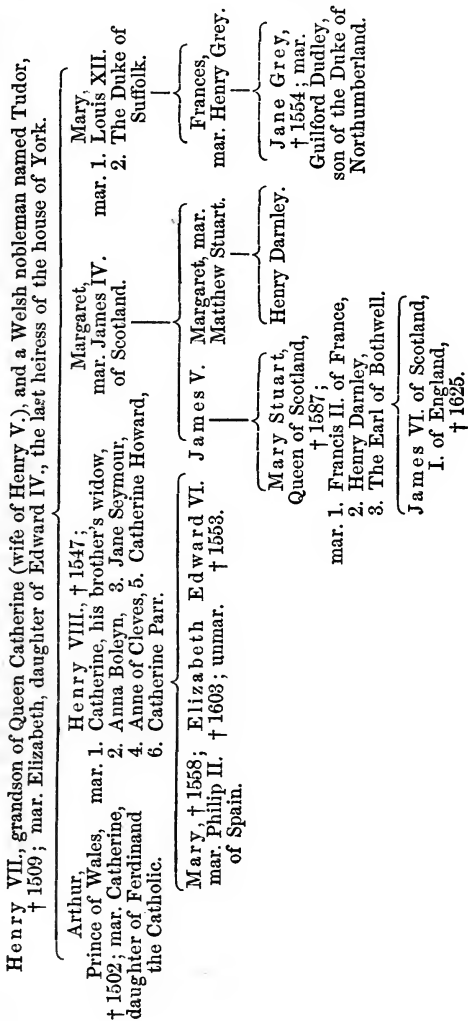 Henry VII., grandson of Queen Catherine (wife of Henry V.), and a Welsh nobleman named Tudor,
† 1509; mar. Elizabeth, daughter of Edward IV., the last heiress of the house of York.
Arthur,
Prince of Wales,
† 1502; mar. Catherine,
daughter of Ferdinand
the Catholic.
Henry VIII., † 1547;
mar. 1. Catherine, his brother's widow,
2. Anna Boleyn, 3. Jane Seymour,
4. Anne of Cleves, 5. Catherine Howard,
6. Catherine Parr.
Margaret,
mar. James IV.
of Scotland.
Mary,
mar. 1. Louis XII.
2. The Duke of
Suffolk.
Mary, † 1558;
mar. Philip II.
of Spain.
Elizabeth
† 1603; unmar.
Edward VI.
† 1553.
James V.
Margaret, mar.
Matthew Stuart.
Frances,
mar. Henry Grey.
Mary Stuart,
Queen of Scotland,
† 1587;
mar. 1. Francis II. of France,
2. Henry Darnley,
3. The Earl of Bothwell.
Henry Darnley.
Jane Grey,
† 1554; mar.
Guilford Dudley,
son of the Duke of
Northumberland.
James VI. of Scotland,
I. of England,
† 1625.